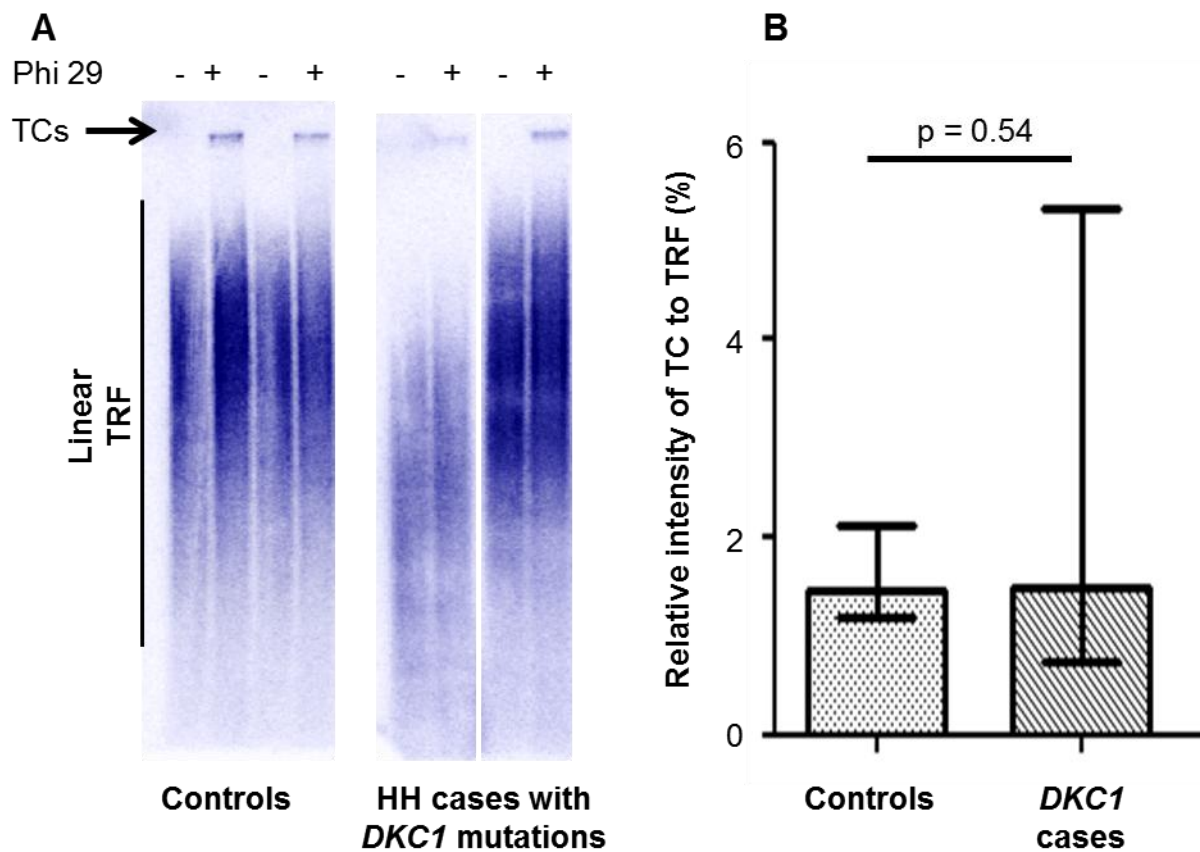 A
Phi 29 - + - + - + - +
TCs
Linear
TRF
Controls
HH cases with
DKC1 mutations
B
p = 0.54
Relative intensity of TC to TRF (%)
6
4
2
0
Controls
DKC1
cases